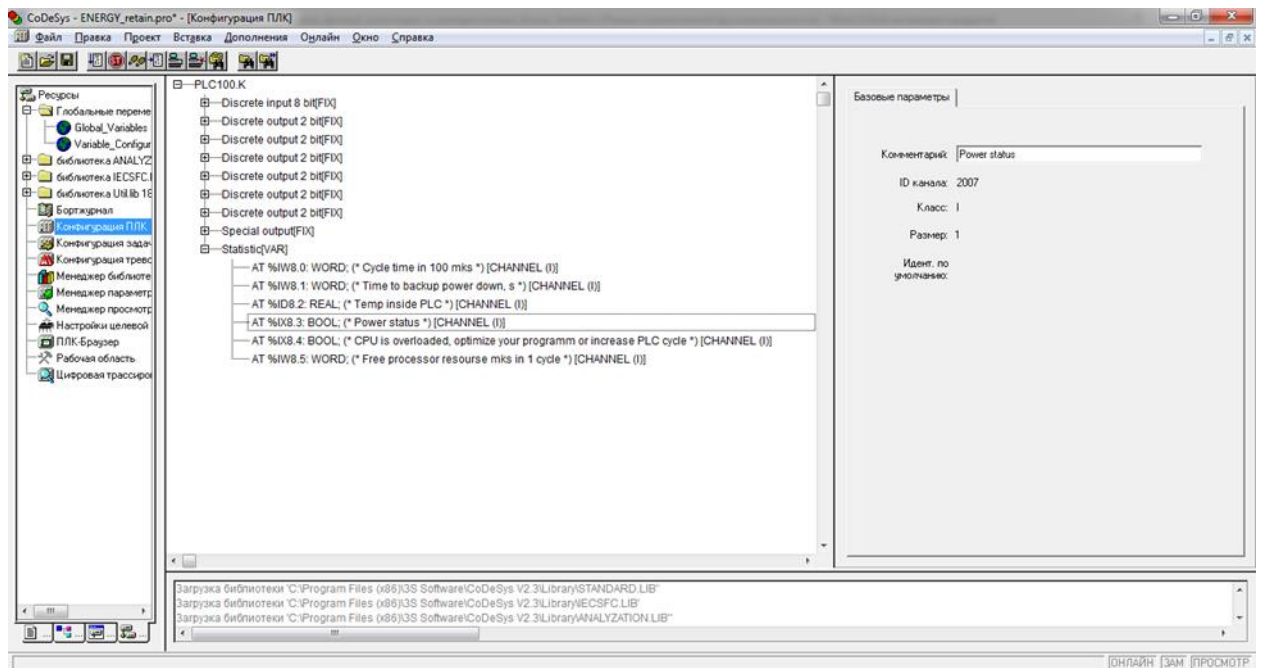 CoDeSys - ENERGY_retain.pro* - [Конфигурация ПЛК]
Файл Правка Проект Вставка Дополнения Онлайн Окно Справка
Ресурсы
Глобальные переме
Global_Variables
Variable_Configur
библиотека ANALYZ
библиотека IECSFC.l
библиотека Util.lib 1
Бортжурнал
Конфигурация ПЛК
Конфигурация задач
Конфигурация тревс
Менеджер библиоте
Менеджер параметр
Менеджер просмотр
Настройки целевой
ПЛК-Браузер
Рабочая область
Цифровая трассиро
PLC100.K
Discrete input 8 bit[FIX]
Discrete output 2 bit[FIX]
Discrete output 2 bit[FIX]
Discrete output 2 bit[FIX]
Discrete output 2 bit[FIX]
Discrete output 2 bit[FIX]
Discrete output 2 bit[FIX]
Special output[FIX]
Statistic[VAR]
AT %IW8.0: WORD; (* Cycle time in 100 mks *) [CHANNEL (I)]
AT %IW8.1: WORD; (* Time to backup power down, s *) [CHANNEL (I)]
AT %ID8.2: REAL; (* Temp inside PLC *) [CHANNEL (I)]
AT %IX8.3: BOOL; (* Power status *) [CHANNEL (I)]
AT %IX8.4: BOOL; (* CPU is overloaded, optimize your programm or increase PLC cycle *) [CHANNEL (I)]
AT %IW8.5: WORD; (* Free processor resourse mks in 1 cycle *) [CHANNEL (I)]
Базовые параметры
Комментарий: Power status
ID канала: 2007
Класс: I
Размер: 1
Идент. по
умолчанию:
Загрузка библиотеки 'C:\Program Files (x86)\3S Software\CoDeSys V2.3\Library\STANDARD.LIB"
Загрузка библиотеки 'C:\Program Files (x86)\3S Software\CoDeSys V2.3\Library\IECSFC.LIB'
Загрузка библиотеки 'C:\Program Files (x86)\3S Software\CoDeSys V2.3\Library\ANALYZATION.LIB"
ОНЛАЙН ЗАМ ПРОСМОТР